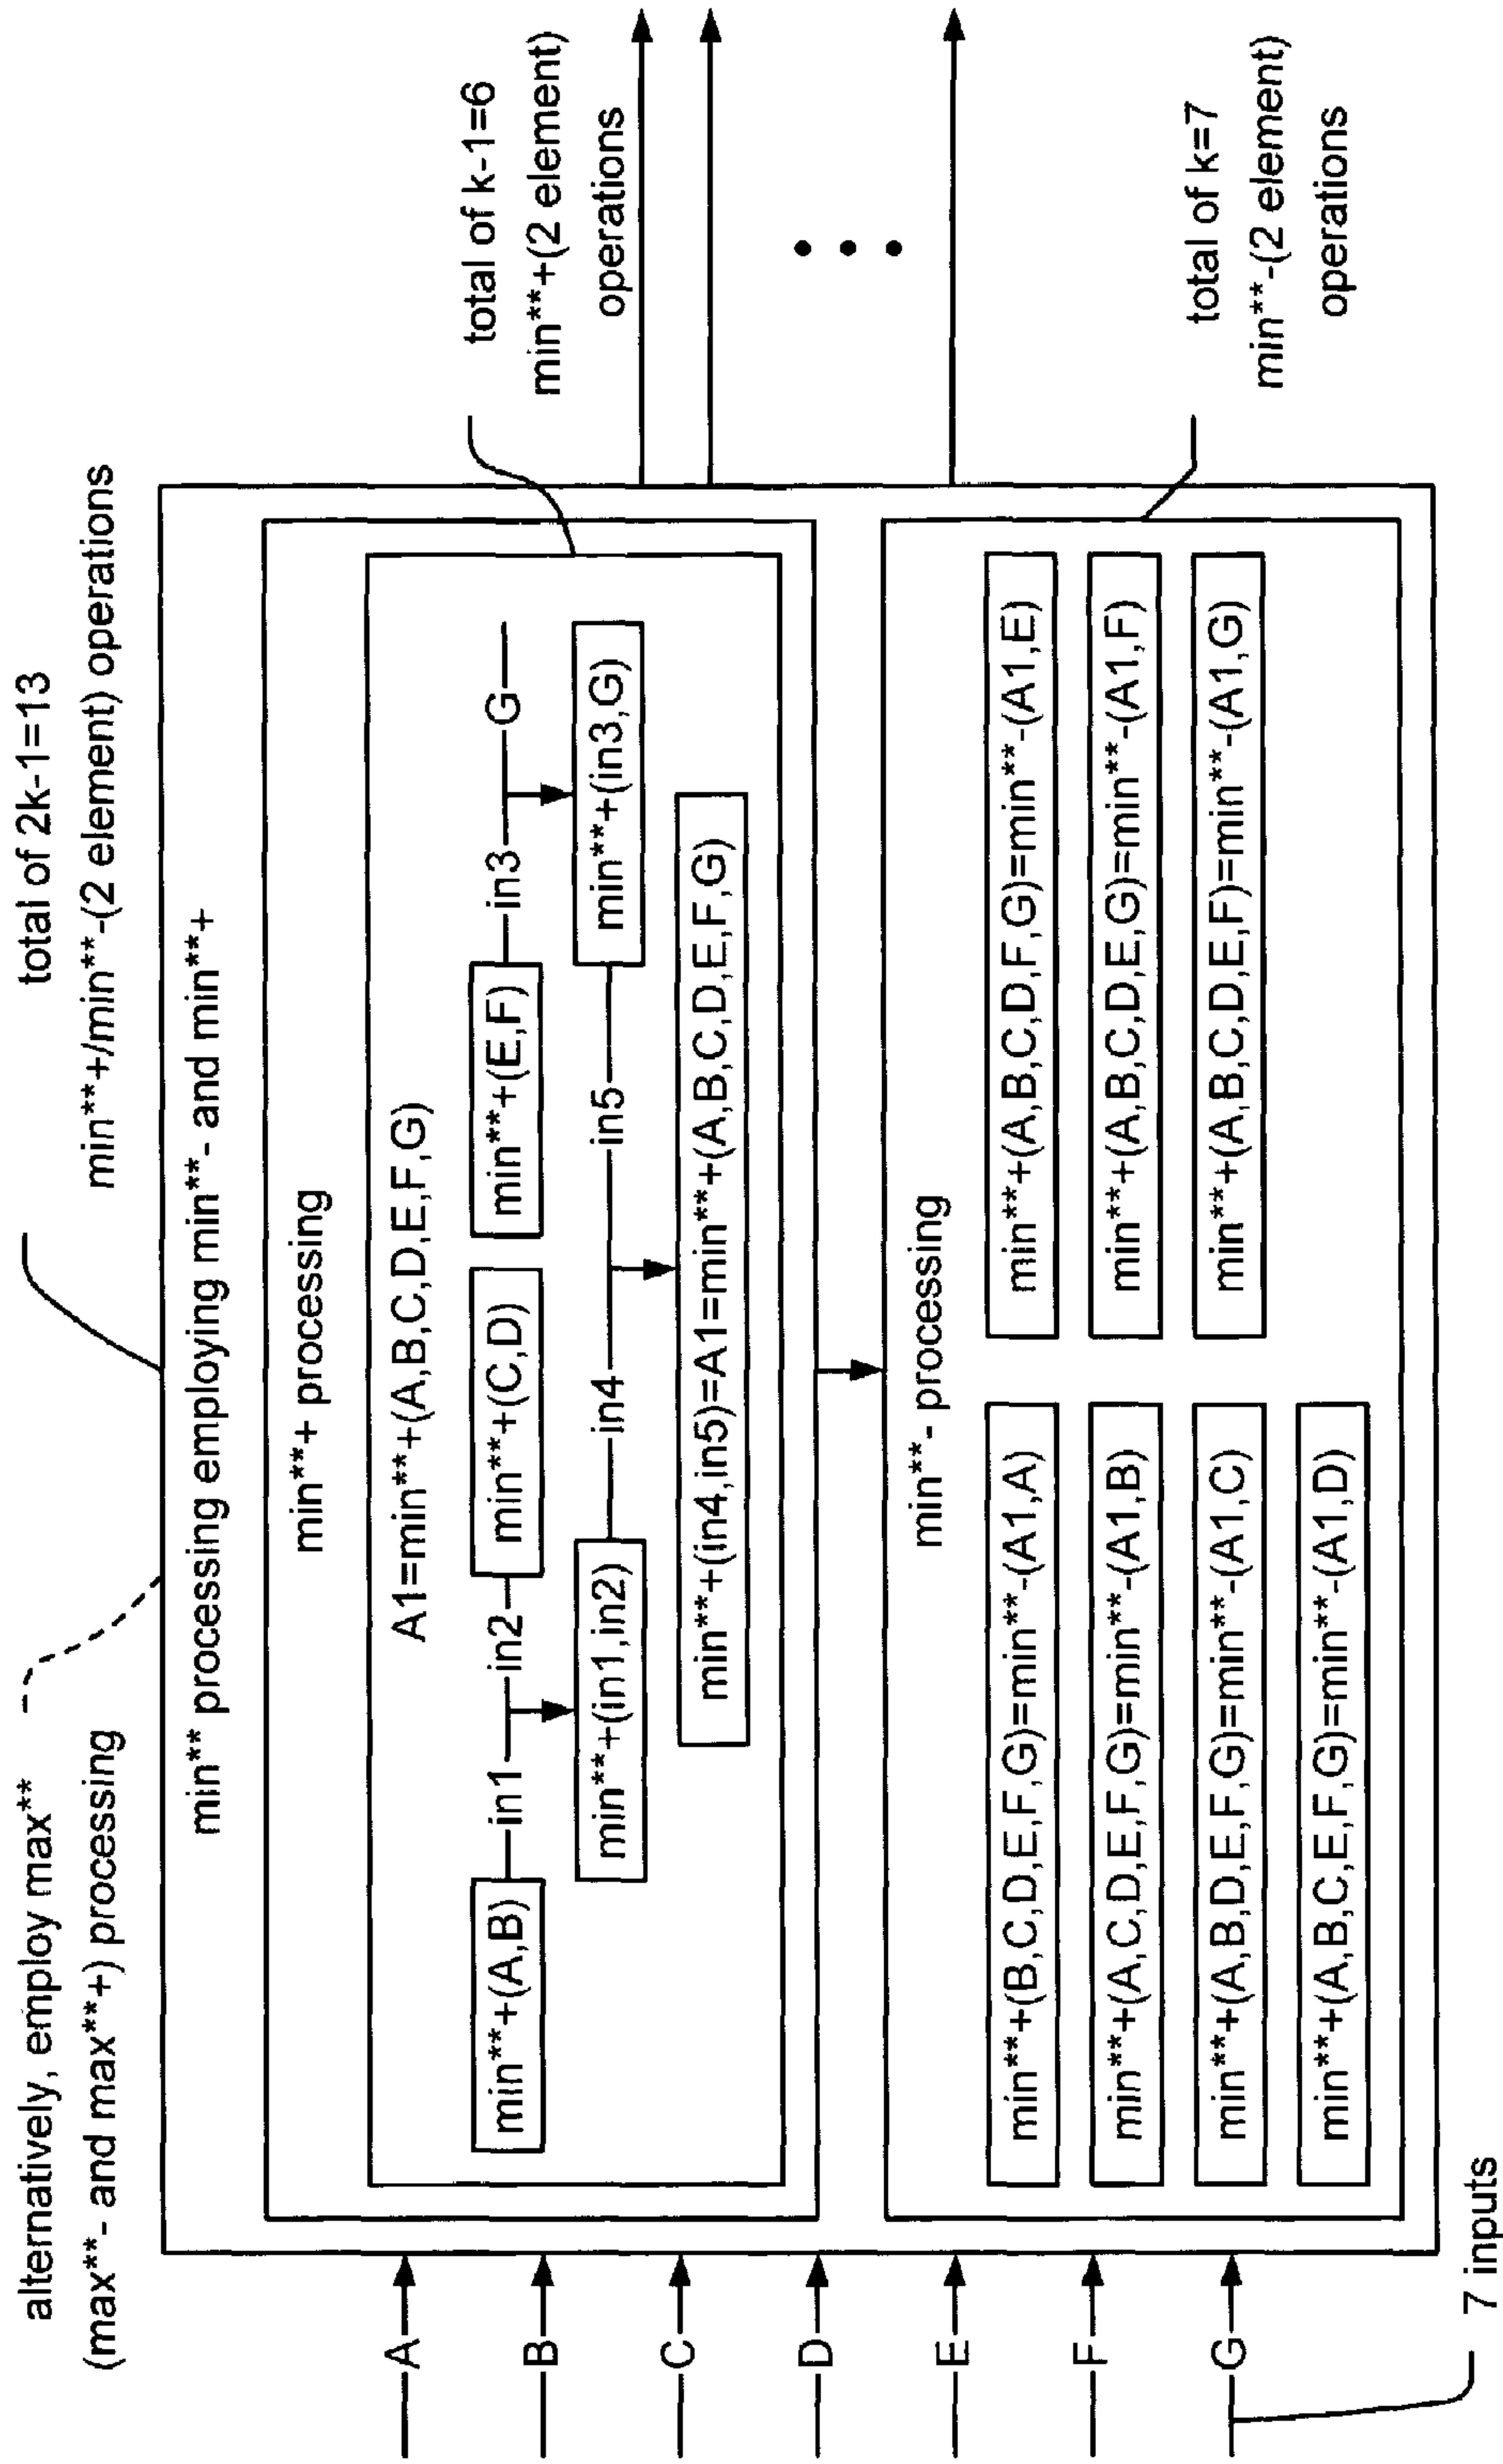 alternatively, employ max**
(max**- and max**+) processing
total of 2k-1=13
min**+/min**-(2 element) operations
min** processing employing min**- and min**+
min**+ processing
A1=min**+(A,B,C,D,E,F,G)
min**+(A,B)
in1
in2
min**+(C,D)
min**+(E,F)
in3
G
min**+(in1,in2)
in4
in5
min**+(in3,G)
min**+(in4,in5)=A1=min**+(A,B,C,D,E,F,G)
total of k-1=6
min**+(2 element)
operations
min**- processing
min**+(B,C,D,E,F,G)=min**-(A1,A)
min**+(A,C,D,E,F,G)=min**-(A1,B)
min**+(A,B,D,E,F,G)=min**-(A1,C)
min**+(A,B,C,E,F,G)=min**-(A1,D)
min**+(A,B,C,D,F,G)=min**-(A1,E)
min**+(A,B,C,D,E,G)=min**-(A1,F)
min**+(A,B,C,D,E,F)=min**-(A1,G)
total of k=7
min**-(2 element)
operations
A
B
C
D
E
F
G
7 inputs